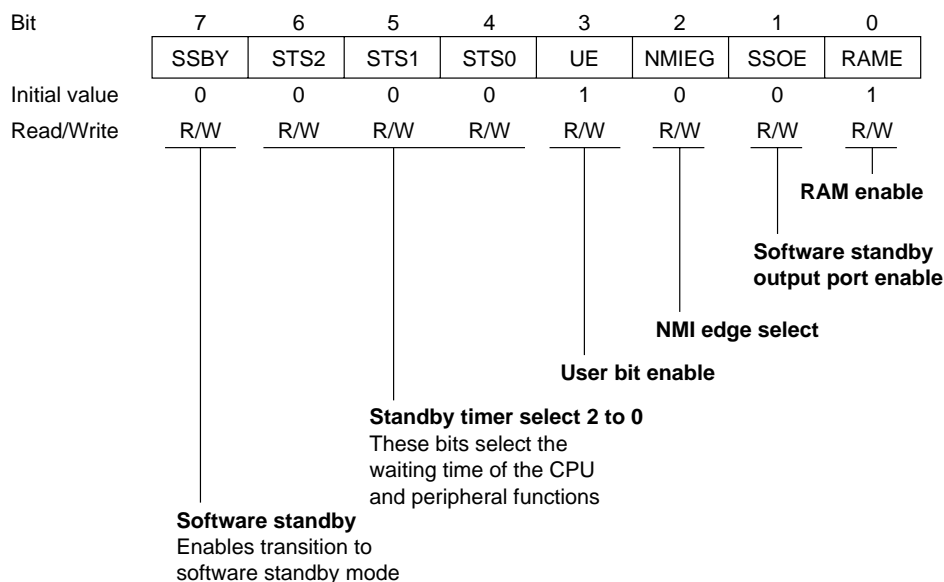 Bit 7 6 5 4 3 2 1 0
SSBY STS2 STS1 STS0 UE NMIEG SSOE RAME
Initial value 0 0 0 0 1 0 0 1
Read/Write R/W R/W R/W R/W R/W R/W R/W R/W
RAM enable
Software standby
output port enable
NMI edge select
User bit enable
Standby timer select 2 to 0
These bits select the
waiting time of the CPU
and peripheral functions
Software standby
Enables transition to
software standby mode